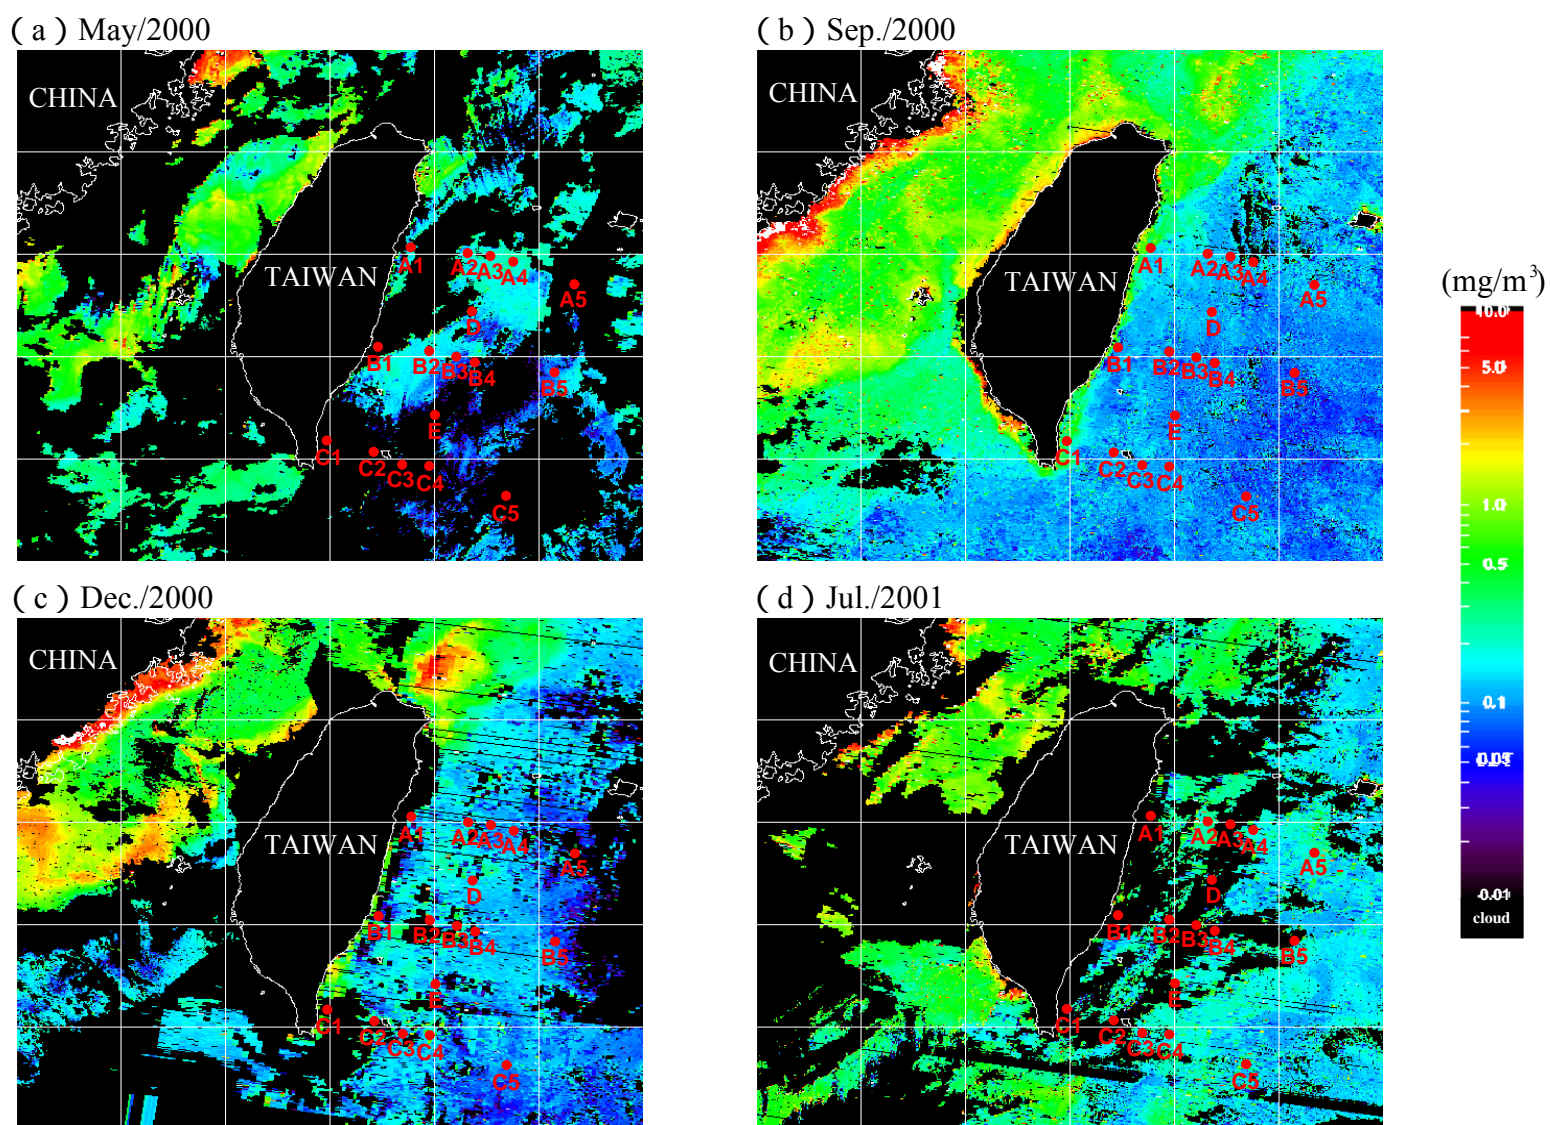 ( a ) May/2000
CHINA
TAIWAN
A1
A2
A3
A4
A5
D
B1
B2
B3
B4
B5
E
C1
C2
C3
C4
C5
( b ) Sep./2000
CHINA
TAIWAN
A1
A2
A3
A4
A5
D
B1
B2
B3
B4
B5
E
C1
C2
C3
C4
C5
( c ) Dec./2000
CHINA
TAIWAN
A1
A2
A3
A4
A5
D
B1
B2
B3
B4
B5
E
C1
C2
C3
C4
C5
( d ) Jul./2001
CHINA
TAIWAN
A1
A2
A3
A4
A5
D
B1
B2
B3
B4
B5
E
C1
C2
C3
C4
C5
(mg/m³)
10.0
5.0
1.0
0.5
0.1
0.05
0.01
cloud